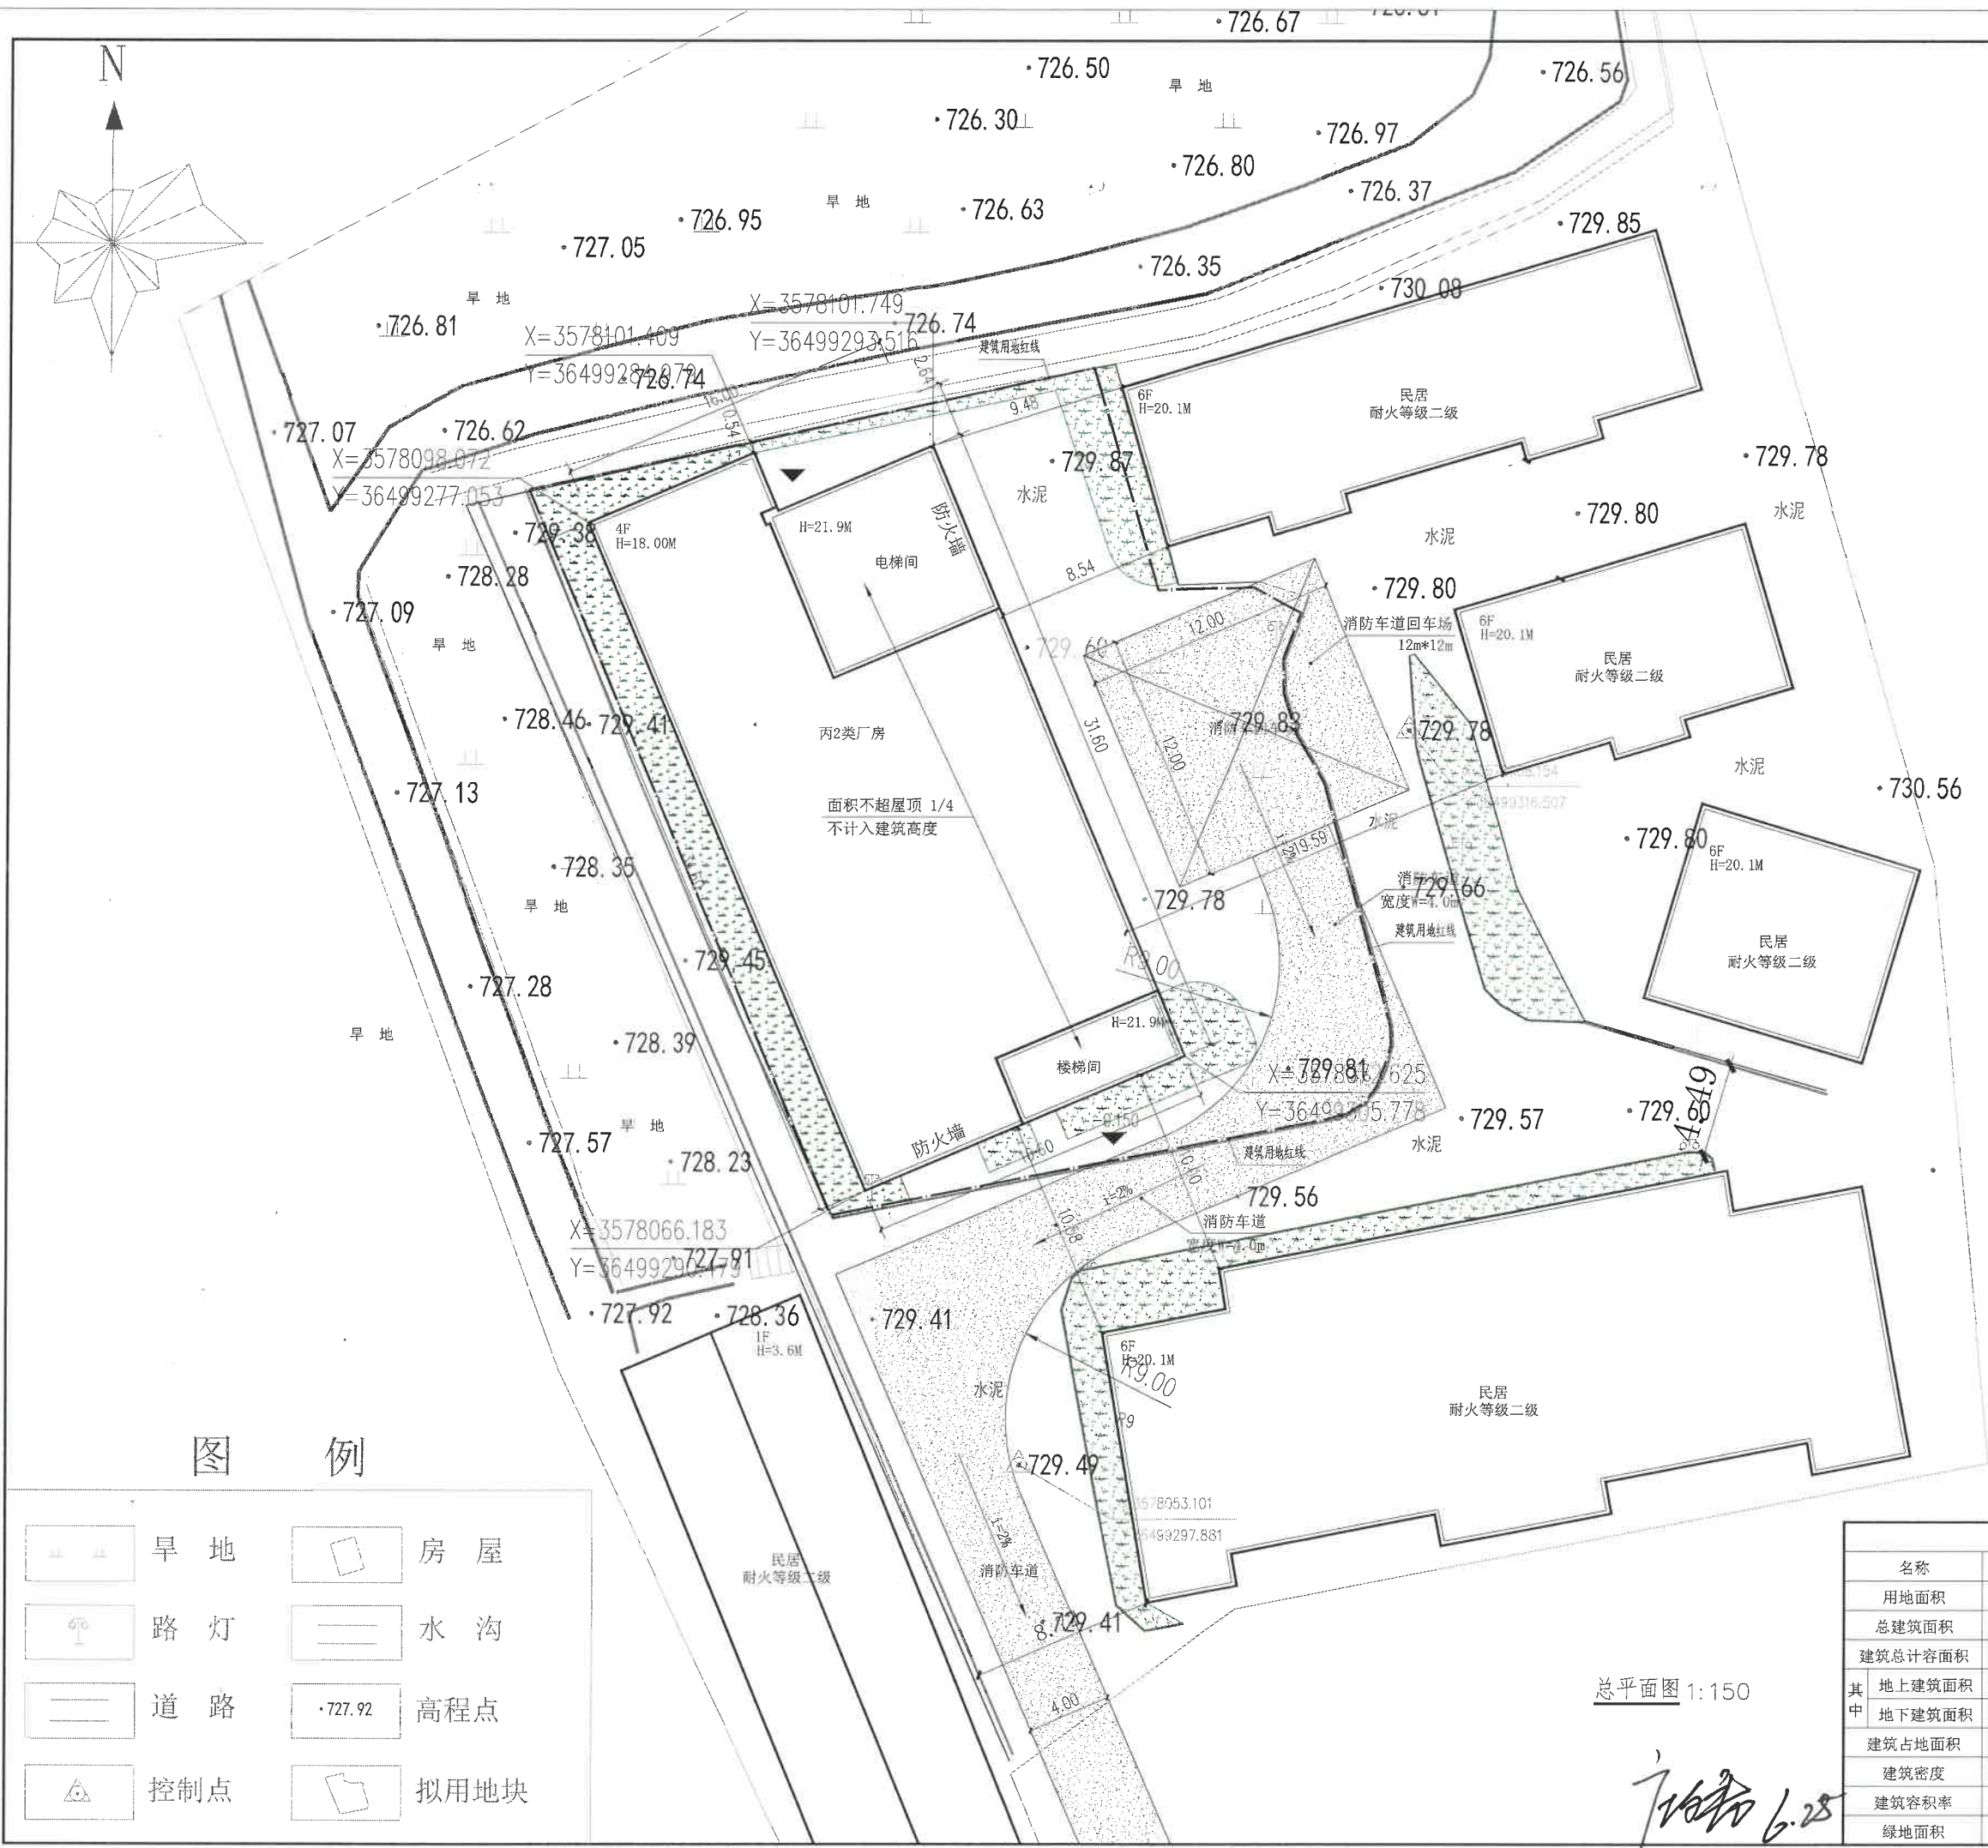 726.67
N
726.50
726.56
旱 地
726.30
726.97
726.80
726.37
旱 地
726.95
726.63
729.85
727.05
726.35
730.08
旱 地
X=3578101.749
726.81
726.74
X=3578101.409
Y=36499293.516
2.64
建筑用地红线
726.74
民居
耐火等级二级
6F
H=20.1M
9.48
0.54
727.07
726.62
X=3578098.072
729.87
729.78
Y=36499277.053
水泥
水泥
729.80
防火墙
4F
H=18.00M
H=21.9M
729.38
水泥
电梯间
8.54
728.28
729.80
727.09
12.00
消防车道回车场
12m*12m
6F
H=20.1M
旱 地
729.60
民居
耐火等级二级
728.46
729.41
31.60
12.00
729.83
729.78
丙2类厂房
水泥
727.13
730.56
面积不超屋顶 1/4
不计入建筑高度
水泥
729.80
19.59
6F
H=20.1M
728.35
729.66
宽度W=4.0m
729.78
旱 地
建筑用地红线
民居
耐火等级二级
729.45
R9.00
727.28
H=21.9M
旱 地
728.39
楼梯间
729.81
Y=36499305.778
4.49
729.60
729.57
旱 地
防火墙
水泥
727.57
建筑用地红线
728.23
i=2%
729.56
消防车道
X=3578066.183
727.91
727.92
728.36
729.41
1F
H=3.6M
6F
H=20.1M
R9.00
水泥
民居
耐火等级二级
R9
729.49
i=2%
民居
耐火等级二级
消防车道
729.41
4.00
图 例
旱 地
房 屋
路 灯
水 沟
道 路
727.92
高程点
控制点
拟用地块
总平面图 1:150
6.28
名称
用地面积
总建筑面积
建筑总计容面积
其中
地上建筑面积
地下建筑面积
建筑占地面积
建筑密度
建筑容积率
绿地面积